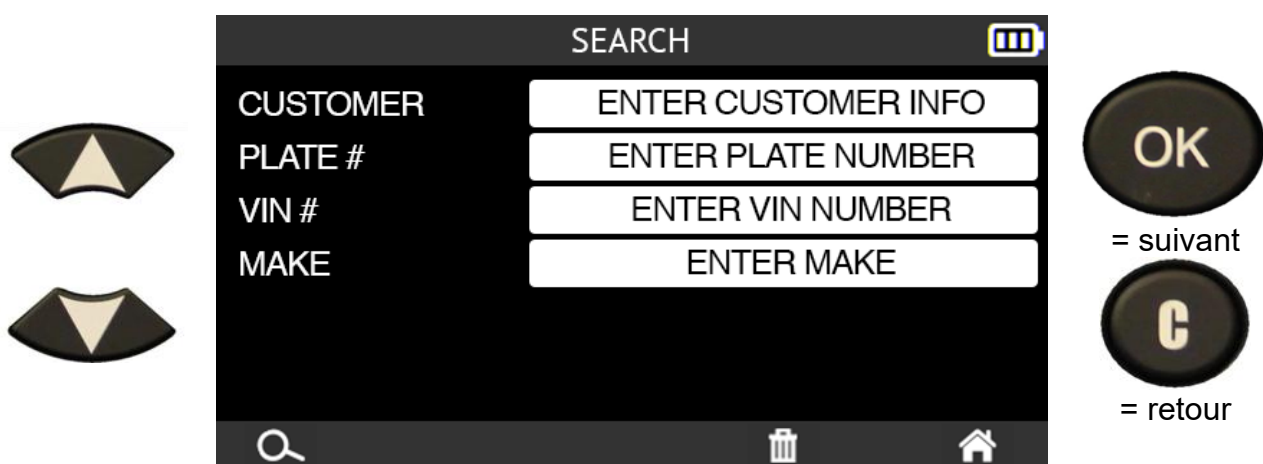 SEARCH
CUSTOMER ENTER CUSTOMER INFO
PLATE # ENTER PLATE NUMBER
VIN # ENTER VIN NUMBER
MAKE ENTER MAKE
OK
= suivant
C
= retour